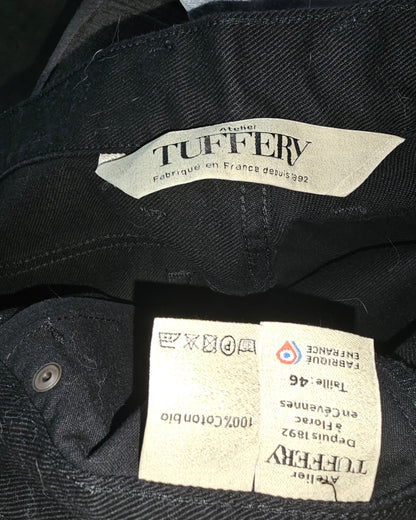 Atelier
TUFFERY
Fabriqué en France depuis 1892
Atelier
TUFFERY
Depuis 1892
à Florac
en Cévennes
Taille: 46
FABRIQUÉ
EN FRANCE
100% Coton bio
P